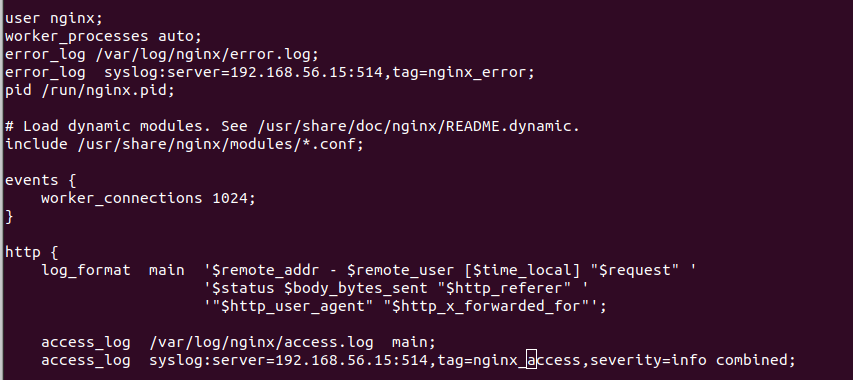 user nginx;
worker_processes auto;
error_log /var/log/nginx/error.log;
error_log  syslog:server=192.168.56.15:514,tag=nginx_error;
pid /run/nginx.pid;

# Load dynamic modules. See /usr/share/doc/nginx/README.dynamic.
include /usr/share/nginx/modules/*.conf;

events {
    worker_connections 1024;
}

http {
    log_format  main  '$remote_addr - $remote_user [$time_local] "$request" '
                      '$status $body_bytes_sent "$http_referer" '
                      '"$http_user_agent" "$http_x_forwarded_for"';

    access_log  /var/log/nginx/access.log  main;
    access_log  syslog:server=192.168.56.15:514,tag=nginx_access,severity=info combined;